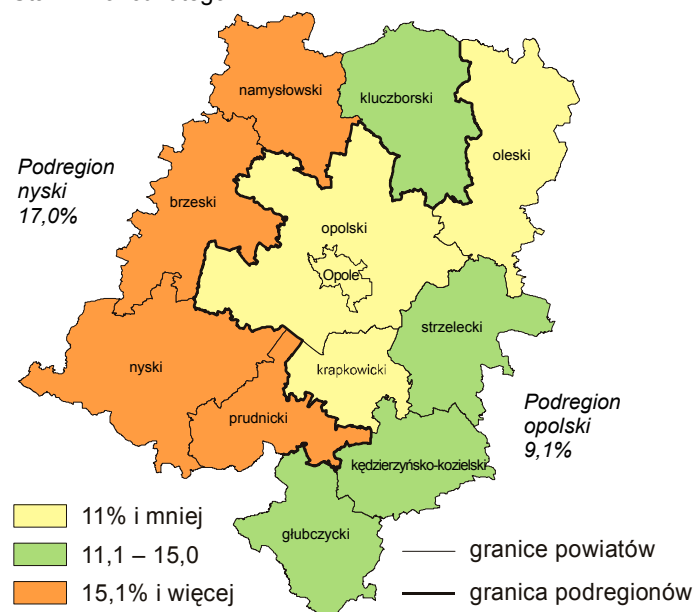 namysłowski
kluczborski
oleski
Podregion
nyski
17,0%
brzeski
opolski
Opole
strzelecki
nyski
krapkowicki
prudnicki
Podregion
opolski
9,1%
kędzierzyńsko-kozielski
głubczycki
11% i mniej
11,1 – 15,0
15,1% i więcej
granice powiatów
granica podregionów